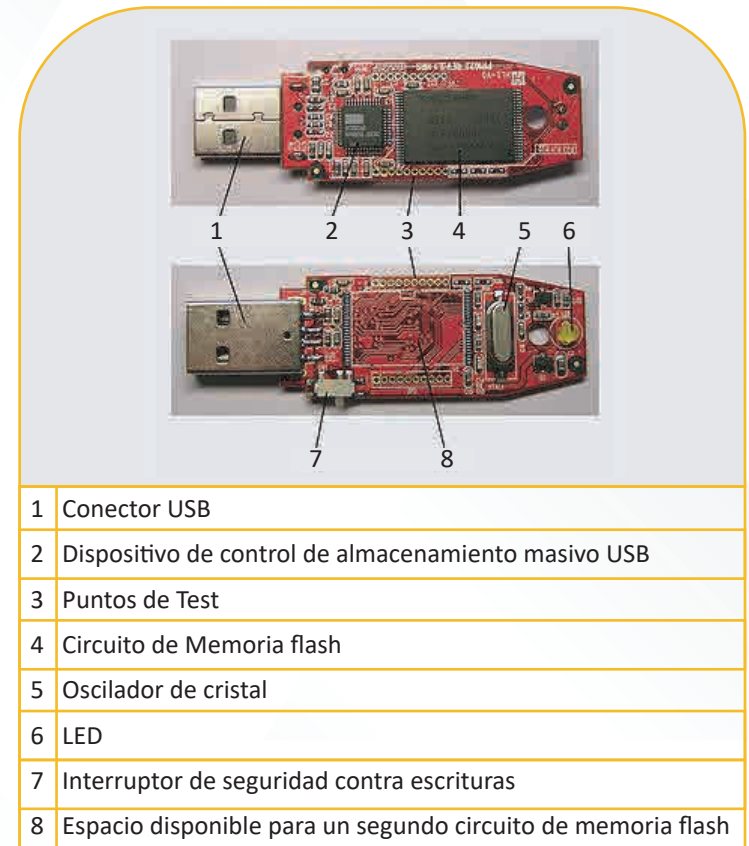 1 2 3 4 5 6
7 8
1 Conector USB
2 Dispositivo de control de almacenamiento masivo USB
3 Puntos de Test
4 Circuito de Memoria flash
5 Oscilador de cristal
6 LED
7 Interruptor de seguridad contra escrituras
8 Espacio disponible para un segundo circuito de memoria flash